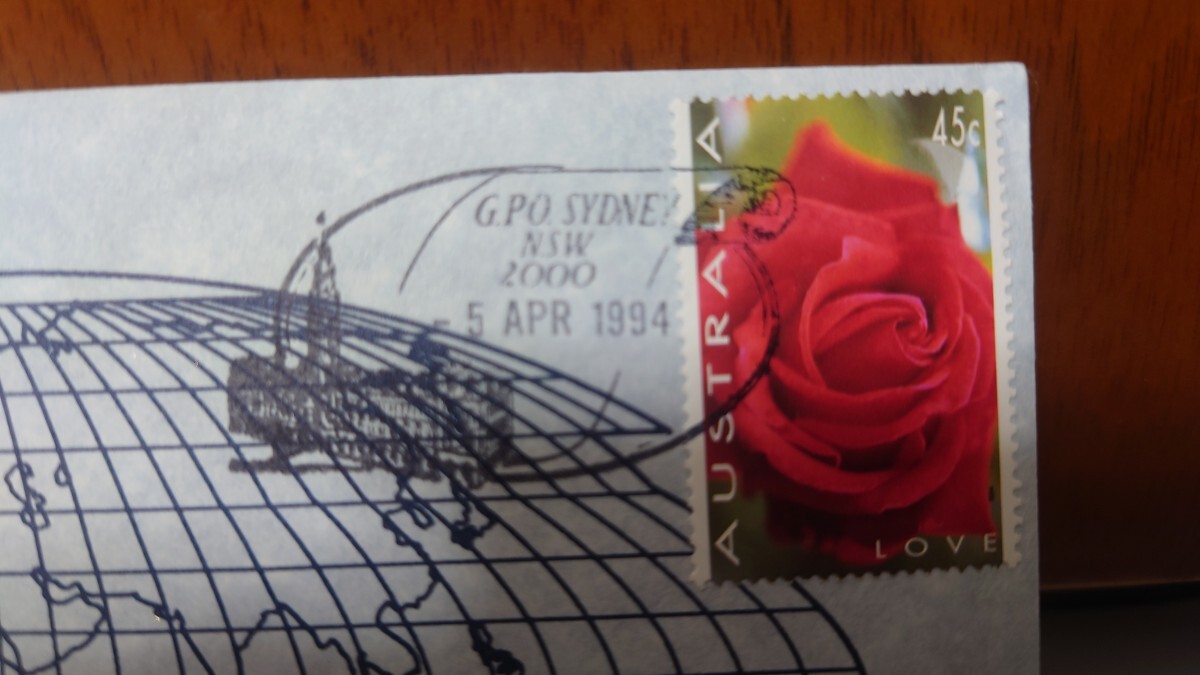 G.P.O. SYDNEY
NSW
2000
- 5 APR 1994
AUSTRALIA
45c
LOVE